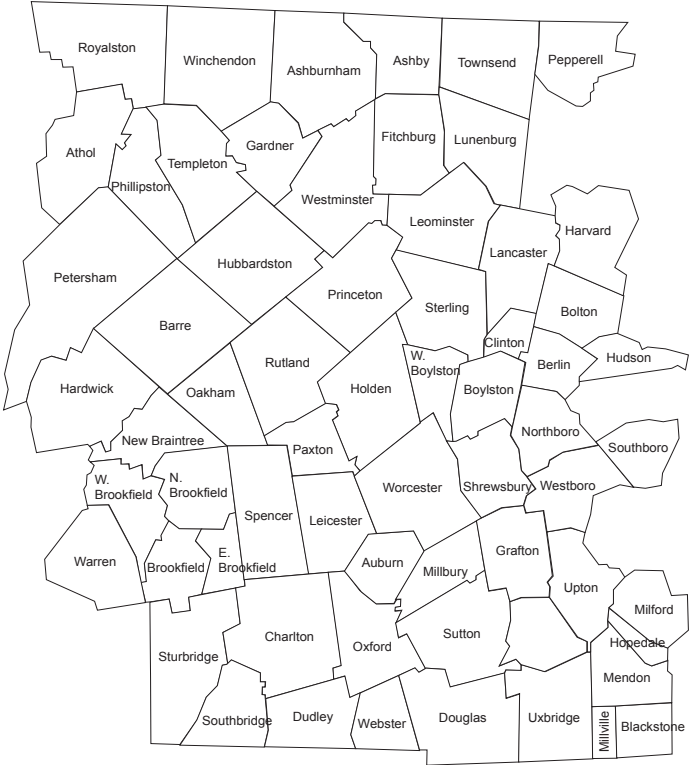 Royalston
Winchendon
Ashburnham
Ashby
Townsend
Pepperell
Athol
Phillipston
Templeton
Gardner
Westminster
Fitchburg
Lunenburg
Leominster
Lancaster
Harvard
Petersham
Hubbardston
Princeton
Sterling
Bolton
Barre
Clinton
Hudson
Rutland
W.
Boylston
Berlin
Hardwick
Oakham
Holden
Boylston
Northboro
New Braintree
Paxton
Southboro
W.
Brookfield
N.
Brookfield
Worcester
Shrewsbury
Westboro
Spencer
Leicester
Warren
Brookfield
E.
Brookfield
Auburn
Millbury
Grafton
Upton
Milford
Charlton
Oxford
Sutton
Hopedale
Sturbridge
Mendon
Southbridge
Dudley
Webster
Douglas
Uxbridge
Millville
Blackstone